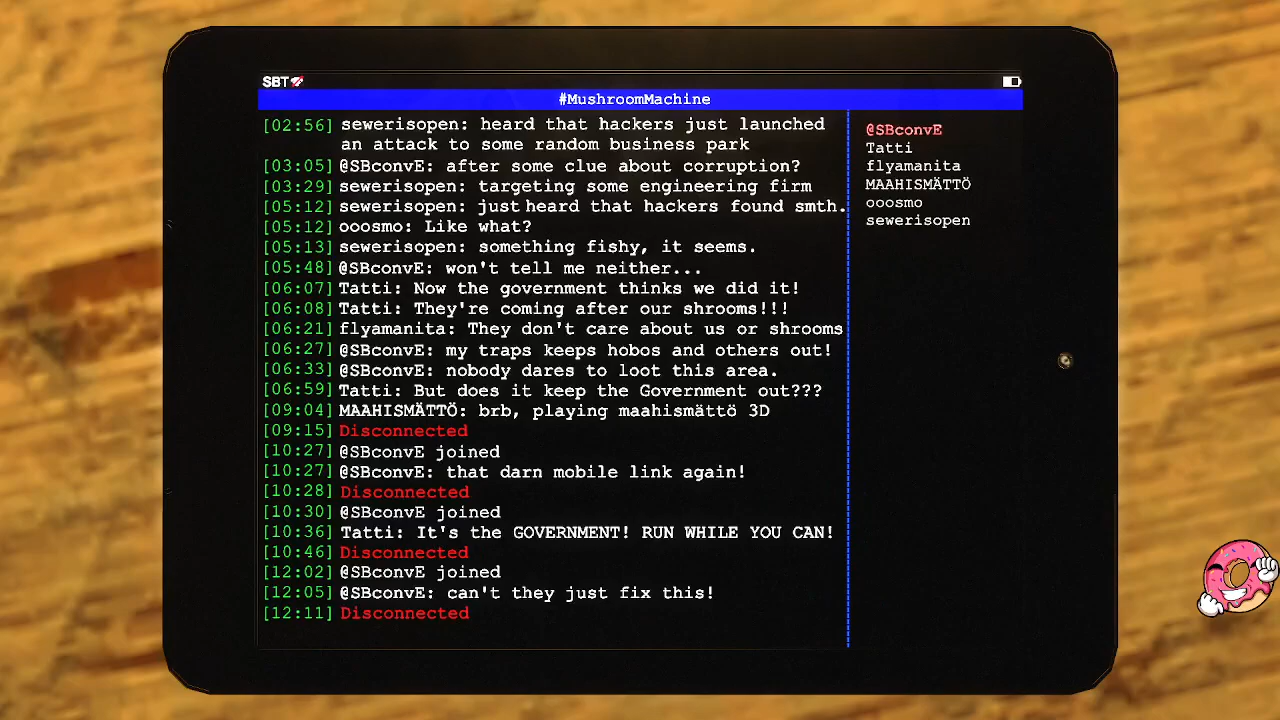 SBT
#MushroomMachine
[02:56] sewerisopen: heard that hackers just launched
an attack to some random business park
[03:05] @SBconvE: after some clue about corruption?
[03:29] sewerisopen: targeting some engineering firm
[05:12] sewerisopen: just heard that hackers found smth.
[05:12] ooosmo: Like what?
[05:13] sewerisopen: something fishy, it seems.
[05:48] @SBconvE: won't tell me neither...
[06:07] Tatti: Now the government thinks we did it!
[06:08] Tatti: They're coming after our shrooms!!!
[06:21] flyamanita: They don't care about us or shrooms
[06:27] @SBconvE: my traps keeps hobos and others out!
[06:33] @SBconvE: nobody dares to loot this area.
[06:59] Tatti: But does it keep the Government out???
[09:04] MAAHISMÄTTÖ: brb, playing maahismättö 3D
[09:15] Disconnected
[10:27] @SBconvE joined
[10:27] @SBconvE: that darn mobile link again!
[10:28] Disconnected
[10:30] @SBconvE joined
[10:36] Tatti: It's the GOVERNMENT! RUN WHILE YOU CAN!
[10:46] Disconnected
[12:02] @SBconvE joined
[12:05] @SBconvE: can't they just fix this!
[12:11] Disconnected
@SBconvE
Tatti
flyamanita
MAAHISMÄTTÖ
ooosmo
sewerisopen